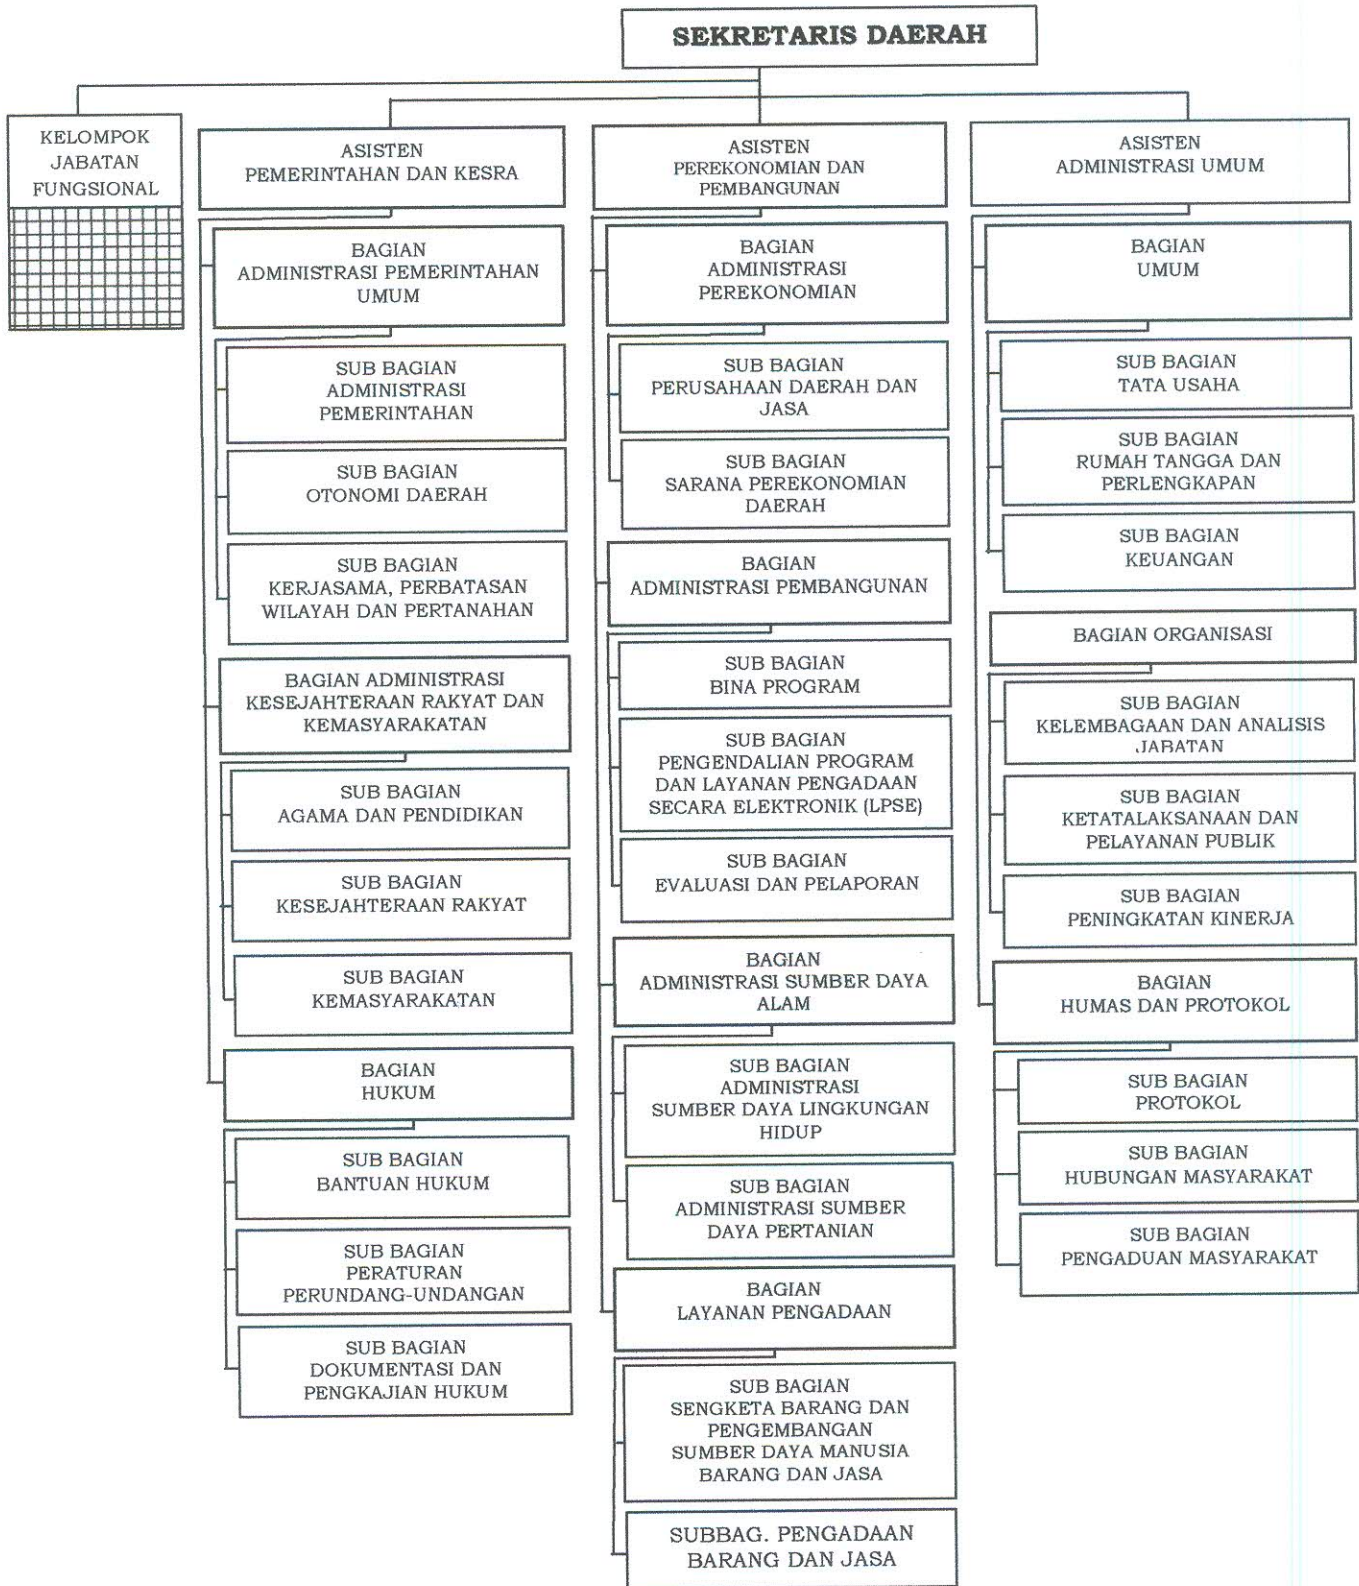 SEKRETARIS DAERAH
KELOMPOK
JABATAN
FUNGSIONAL
ASISTEN
PEMERINTAHAN DAN KESRA
BAGIAN
ADMINISTRASI PEMERINTAHAN
UMUM
SUB BAGIAN
ADMINISTRASI
PEMERINTAHAN
SUB BAGIAN
OTONOMI DAERAH
SUB BAGIAN
KERJASAMA, PERBATASAN
WILAYAH DAN PERTANAHAN
BAGIAN ADMINISTRASI
KESEJAHTERAAN RAKYAT DAN
KEMASYARAKATAN
SUB BAGIAN
AGAMA DAN PENDIDIKAN
SUB BAGIAN
KESEJAHTERAAN RAKYAT
SUB BAGIAN
KEMASYARAKATAN
BAGIAN
HUKUM
SUB BAGIAN
BANTUAN HUKUM
SUB BAGIAN
PERATURAN
PERUNDANG-UNDANGAN
SUB BAGIAN
DOKUMENTASI DAN
PENGKAJIAN HUKUM
ASISTEN
PEREKONOMIAN DAN
PEMBANGUNAN
BAGIAN
ADMINISTRASI
PEREKONOMIAN
SUB BAGIAN
PERUSAHAAN DAERAH DAN
JASA
SUB BAGIAN
SARANA PEREKONOMIAN
DAERAH
BAGIAN
ADMINISTRASI PEMBANGUNAN
SUB BAGIAN
BINA PROGRAM
SUB BAGIAN
PENGENDALIAN PROGRAM
DAN LAYANAN PENGADAAN
SECARA ELEKTRONIK (LPSE)
SUB BAGIAN
EVALUASI DAN PELAPORAN
BAGIAN
ADMINISTRASI SUMBER DAYA
ALAM
SUB BAGIAN
ADMINISTRASI
SUMBER DAYA LINGKUNGAN
HIDUP
SUB BAGIAN
ADMINISTRASI SUMBER
DAYA PERTANIAN
BAGIAN
LAYANAN PENGADAAN
SUB BAGIAN
SENGKETA BARANG DAN
PENGEMBANGAN
SUMBER DAYA MANUSIA
BARANG DAN JASA
SUBBAG. PENGADAAN
BARANG DAN JASA
ASISTEN
ADMINISTRASI UMUM
BAGIAN
UMUM
SUB BAGIAN
TATA USAHA
SUB BAGIAN
RUMAH TANGGA DAN
PERLENGKAPAN
SUB BAGIAN
KEUANGAN
BAGIAN ORGANISASI
SUB BAGIAN
KELEMBAGAAN DAN ANALISIS
JABATAN
SUB BAGIAN
KETATALAKSANAAN DAN
PELAYANAN PUBLIK
SUB BAGIAN
PENINGKATAN KINERJA
BAGIAN
HUMAS DAN PROTOKOL
SUB BAGIAN
PROTOKOL
SUB BAGIAN
HUBUNGAN MASYARAKAT
SUB BAGIAN
PENGADUAN MASYARAKAT